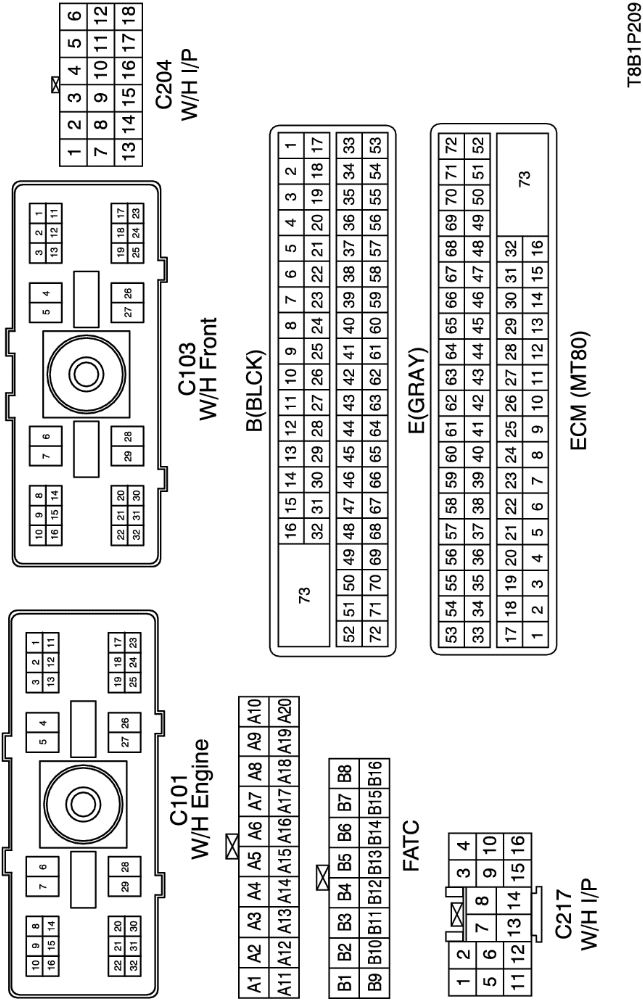 10 9 8 7 6 5 4 3 2 1
16 15 14 13 12 11
22 21 20 29 28 27 26 19 18 17
32 31 30 25 24 23
C101
W/H Engine
10 9 8 7 6 5 4 3 2 1
16 15 14 13 12 11
22 21 20 29 28 27 26 19 18 17
32 31 30 25 24 23
C103
W/H Front
1 2 3 4 5 6
7 8 9 10 11 12
13 14 15 16 17 18
C204
W/H I/P
A1 A2 A3 A4 A5 A6 A7 A8 A9 A10
A11 A12 A13 A14 A15 A16 A17 A18 A19 A20
B1 B2 B3 B4 B5 B6 B7 B8
B9 B10 B11 B12 B13 B14 B15 B16
FATC
B(BLCK)
73
16 15 14 13 12 11 10 9 8 7 6 5 4 3 2 1
32 31 30 29 28 27 26 25 24 23 22 21 20 19 18 17
52 51 50 49 48 47 46 45 44 43 42 41 40 39 38 37 36 35 34 33
72 71 70 69 68 67 66 65 64 63 62 61 60 59 58 57 56 55 54 53
1 2 3 4
5 6 7 8 9 10
11 12 13 14 15 16
C217
W/H I/P
E(GRAY)
53 54 55 56 57 58 59 60 61 62 63 64 65 66 67 68 69 70 71 72
33 34 35 36 37 38 39 40 41 42 43 44 45 46 47 48 49 50 51 52
17 18 19 20 21 22 23 24 25 26 27 28 29 30 31 32
1 2 3 4 5 6 7 8 9 10 11 12 13 14 15 16
73
ECM (MT80)
T8B1P209